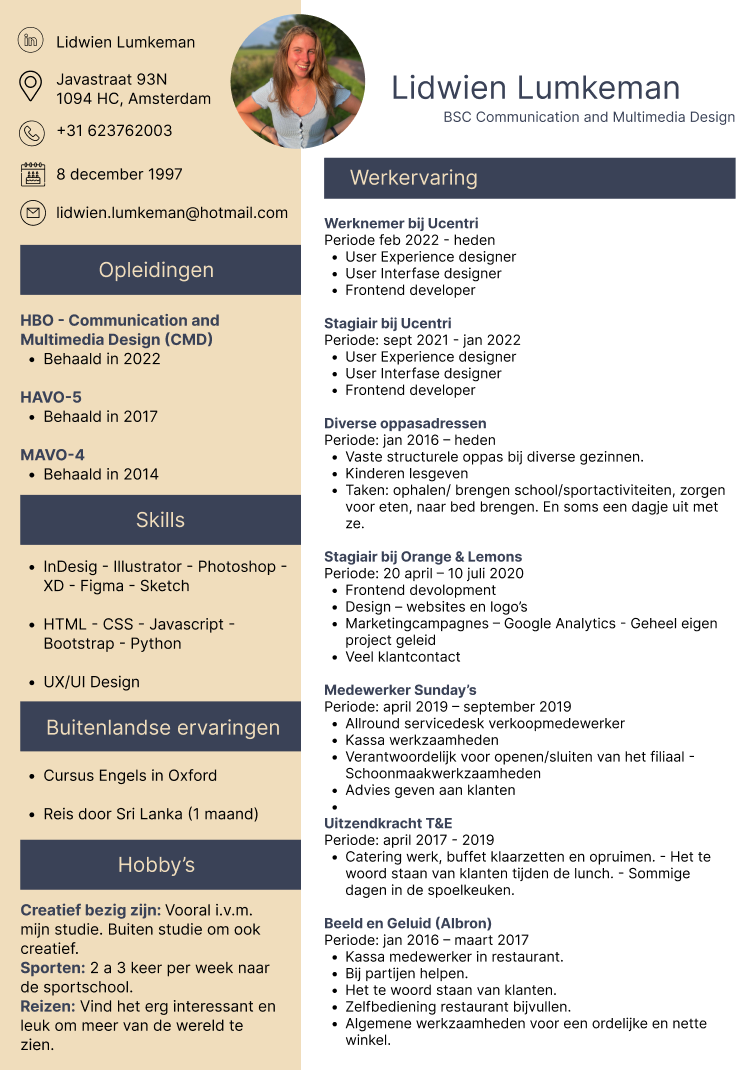 Lidwien Lumkeman
Javastraat 93N
1094 HC, Amsterdam
+31 623762003
8 december 1997
lidwien.lumkeman@hotmail.com
Opleidingen
HBO - Communication and
Multimedia Design (CMD)
• Behaald in 2022
HAVO-5
• Behaald in 2017
MAVO-4
• Behaald in 2014
Skills
• InDesig - Illustrator - Photoshop -
XD - Figma - Sketch
• HTML - CSS - Javascript -
Bootstrap - Python
• UX/UI Design
Buitenlandse ervaringen
• Cursus Engels in Oxford
• Reis door Sri Lanka (1 maand)
Hobby's
Creatief bezig zijn: Vooral i.v.m.
mijn studie. Buiten studie om ook
creatief.
Sporten: 2 a 3 keer per week naar
de sportschool.
Reizen: Vind het erg interessant en
leuk om meer van de wereld te
zien.
Lidwien Lumkeman
BSC Communication and Multimedia Design
Werkervaring
Werknemer bij Ucentri
Periode feb 2022 - heden
• User Experience designer
• User Interfase designer
• Frontend developer
Stagiair bij Ucentri
Periode: sept 2021 - jan 2022
• User Experience designer
• User Interfase designer
• Frontend developer
Diverse oppasadressen
Periode: jan 2016 – heden
• Vaste structurele oppas bij diverse gezinnen.
• Kinderen lesgeven
• Taken: ophalen/ brengen school/sportactiviteiten, zorgen
voor eten, naar bed brengen. En soms een dagje uit met
ze.
Stagiair bij Orange & Lemons
Periode: 20 april – 10 juli 2020
• Frontend devolopment
• Design – websites en logo's
• Marketingcampagnes – Google Analytics - Geheel eigen
project geleid
• Veel klantcontact
Medewerker Sunday's
Periode: april 2019 – september 2019
• Allround servicedesk verkoopmedewerker
• Kassa werkzaamheden
• Verantwoordelijk voor openen/sluiten van het filiaal -
Schoonmaakwerkzaamheden
• Advies geven aan klanten
•
Uitzendkracht T&E
Periode: april 2017 - 2019
• Catering werk, buffet klaarzetten en opruimen. - Het te
woord staan van klanten tijden de lunch. - Sommige
dagen in de spoelkeuken.
Beeld en Geluid (Albron)
Periode: jan 2016 – maart 2017
• Kassa medewerker in restaurant.
• Bij partijen helpen.
• Het te woord staan van klanten.
• Zelfbediening restaurant bijvullen.
• Algemene werkzaamheden voor een ordelijke en nette
winkel.